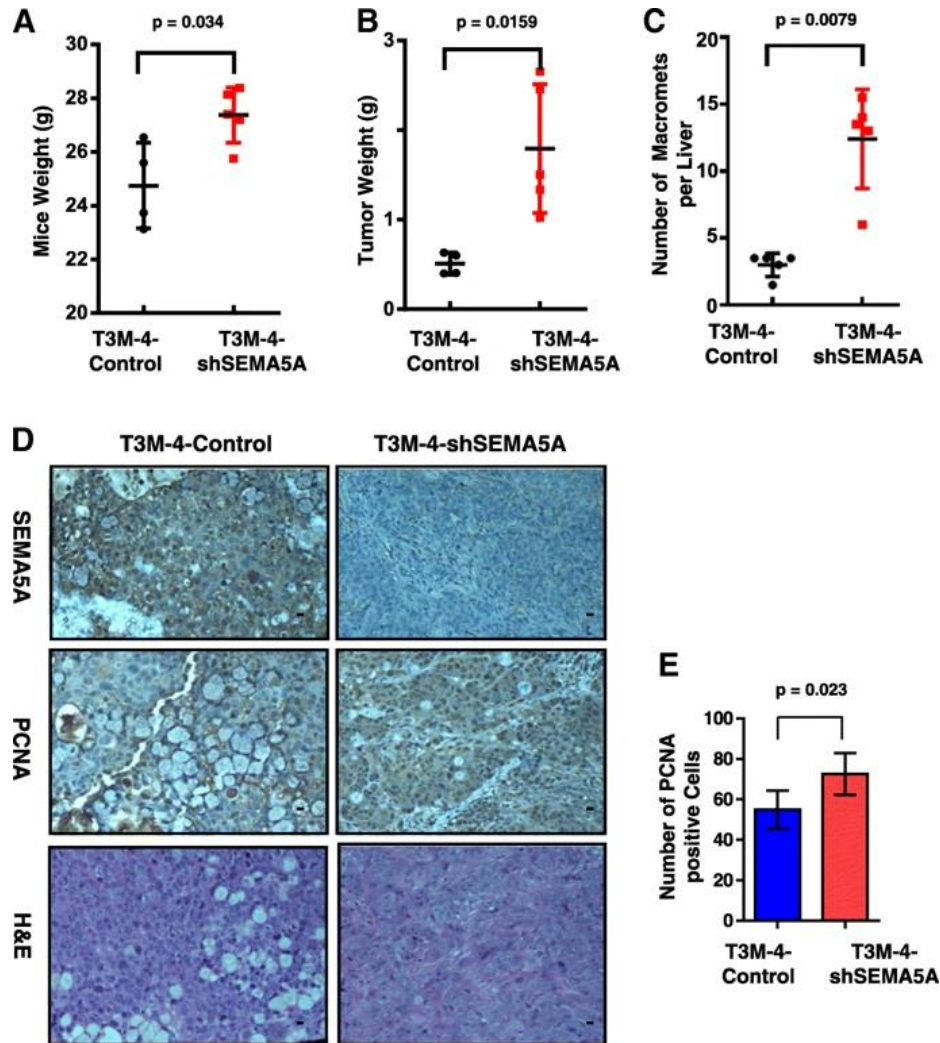 A
p = 0.034
Mice Weight (g)
30
28
26
24
22
20
T3M-4-
Control
T3M-4-
shSEMA5A
B
p = 0.0159
Tumor Weight (g)
3
1
0
T3M-4-
Control
T3M-4-
shSEMA5A
C
p = 0.0079
Number of Macromets
per Liver
20
15
10
5
0
T3M-4-
Control
T3M-4-
shSEMA5A
D
T3M-4-Control
T3M-4-shSEMA5A
SEMA5A
PCNA
H&E
E
p = 0.023
Number of PCNA
positive Cells
100
80
60
40
20
0
T3M-4-
Control
T3M-4-
shSEMA5A